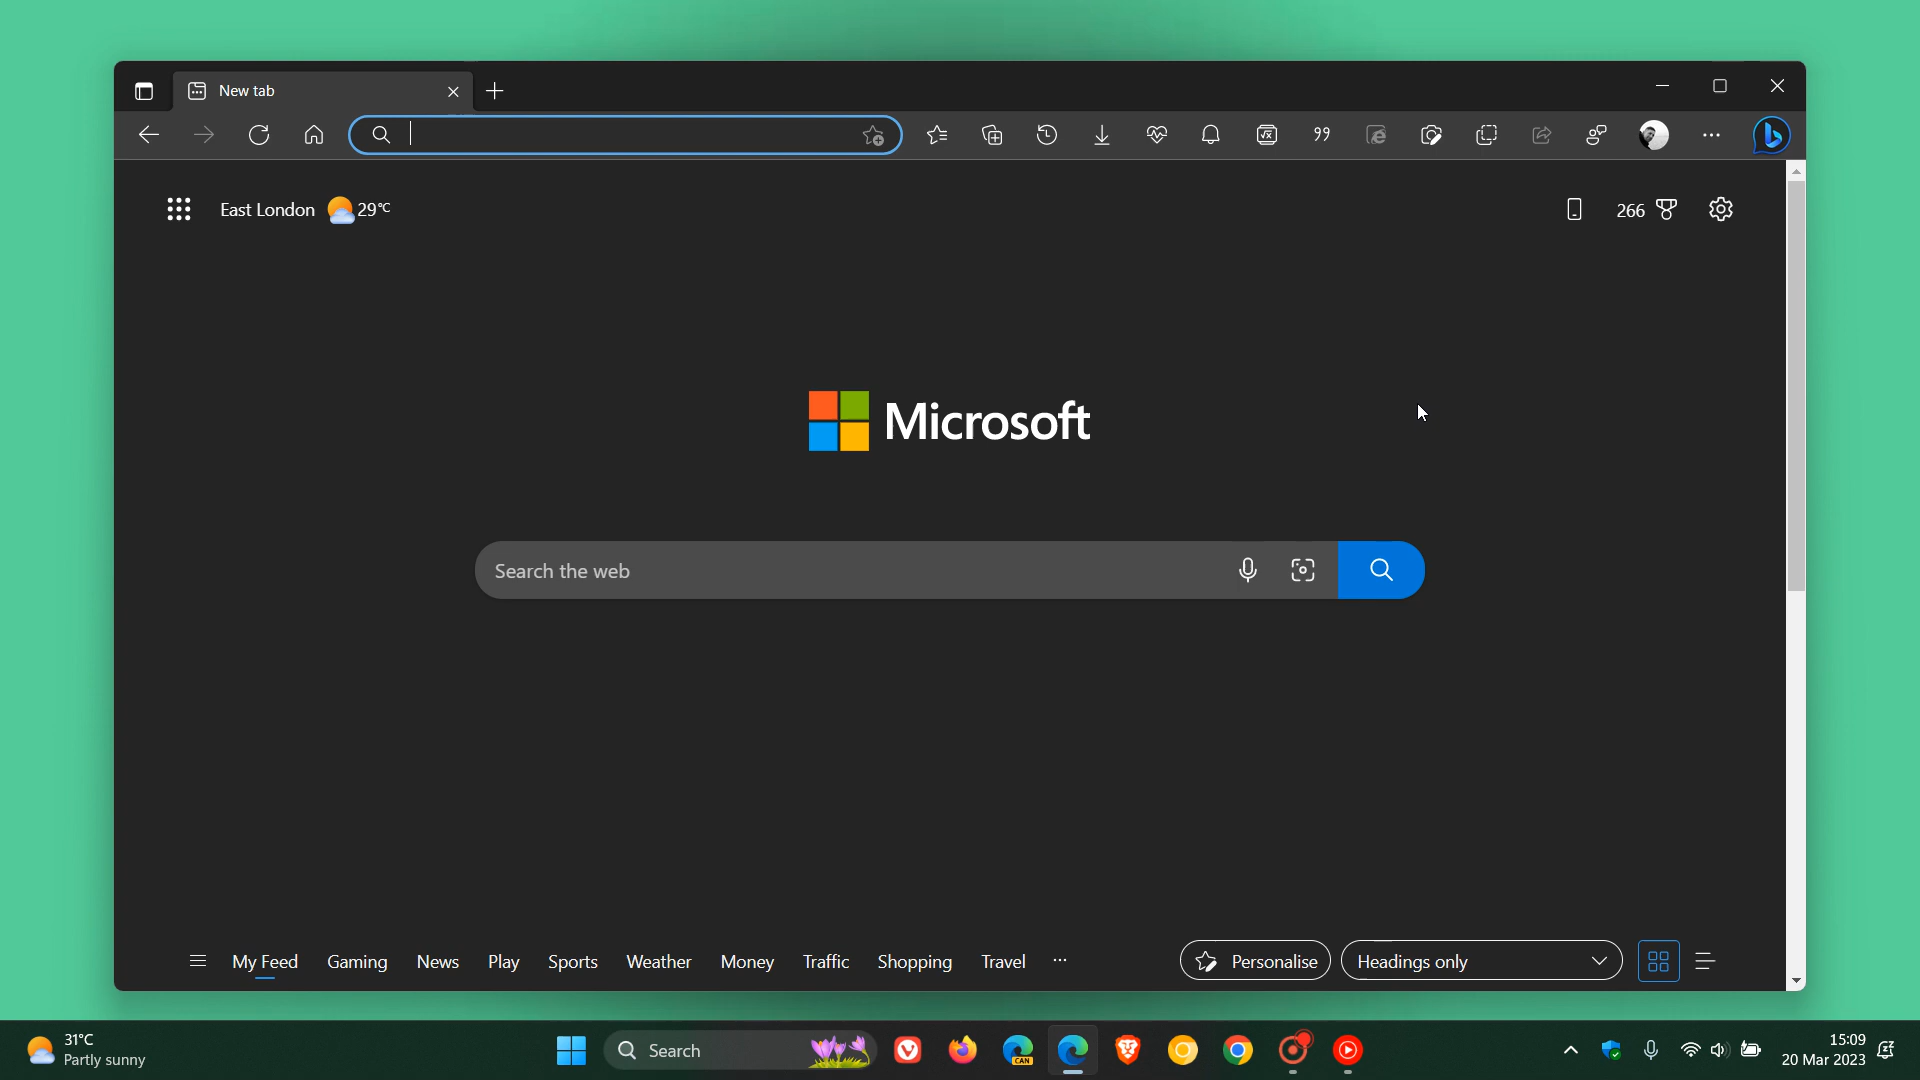 New tab
East London 29°C
266
Microsoft
Search the web
My Feed Gaming News Play Sports Weather Money Traffic Shopping Travel ... Personalise Headings only
31°C
Partly sunny
Search
CAN
15:09
20 Mar 2023